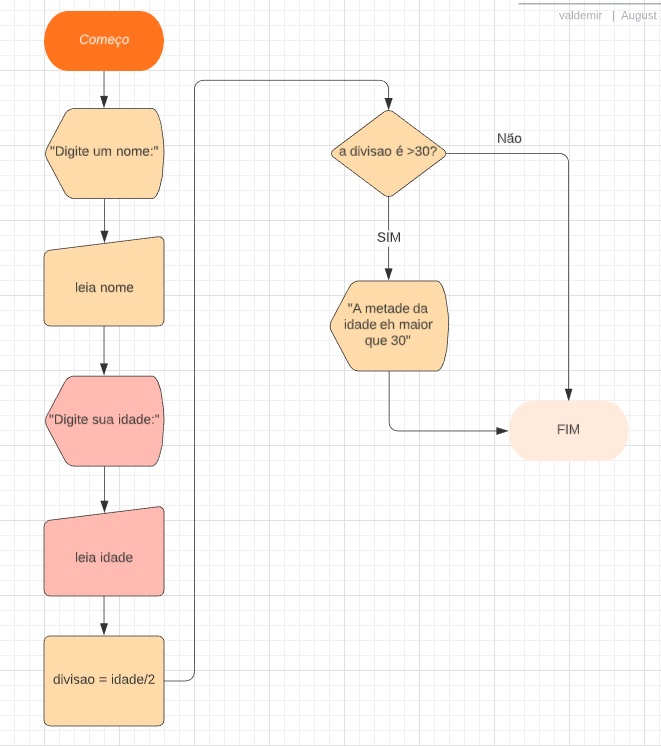 valdemir | August
Começo
"Digite um nome:"
leia nome
"Digite sua idade:"
leia idade
divisao = idade/2
a divisao é >30?
Não
SIM
"A metade da
idade eh maior
que 30"
FIM